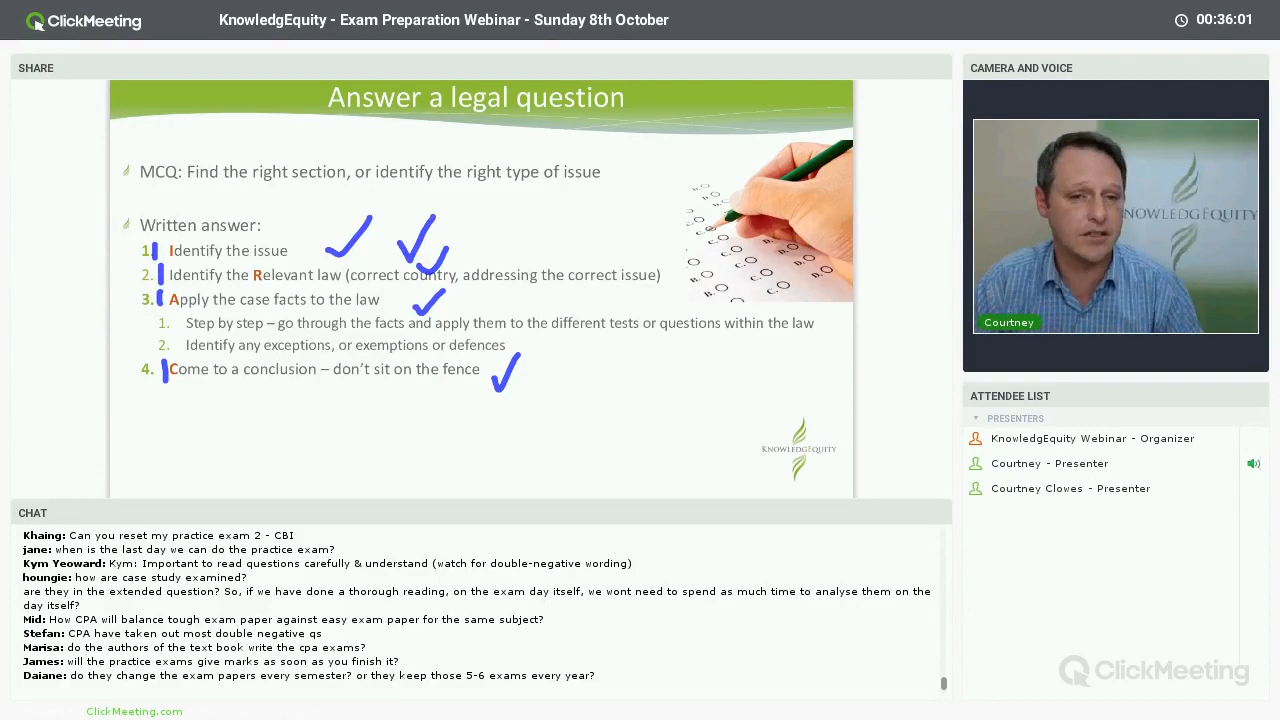 ClickMeeting
KnowledgEquity - Exam Preparation Webinar - Sunday 8th October
00:36:01
SHARE
Answer a legal question
MCQ: Find the right section, or identify the right type of issue
Written answer:
1. Identify the issue
2. Identify the Relevant law (correct country, addressing the correct issue)
3. Apply the case facts to the law
1. Step by step – go through the facts and apply them to the different tests or questions within the law
2. Identify any exceptions, or exemptions or defences
4. Come to a conclusion – don't sit on the fence
KNOWLEDGEQUITY
CAMERA AND VOICE
KNOWLEDGEQUITY
Courtney
ATTENDEE LIST
PRESENTERS
KnowledgEquity Webinar - Organizer
Courtney - Presenter
Courtney Clowes - Presenter
CHAT
Khaing: Can you reset my practice exam 2 - CBI
jane: when is the last day we can do the practice exam?
Kym Yeoward: Kym: Important to read questions carefully & understand (watch for double-negative wording)
houngie: how are case study examined?
are they in the extended question? So, if we have done a thorough reading, on the exam day itself, we wont need to spend as much time to analyse them on the
day itself?
Mid: How CPA will balance tough exam paper against easy exam paper for the same subject?
Stefan: CPA have taken out most double negative qs
Marisa: do the authors of the text book write the cpa exams?
James: will the practice exams give marks as soon as you finish it?
Daiane: do they change the exam papers every semester? or they keep those 5-6 exams every year?
ClickMeeting
ClickMeeting.com